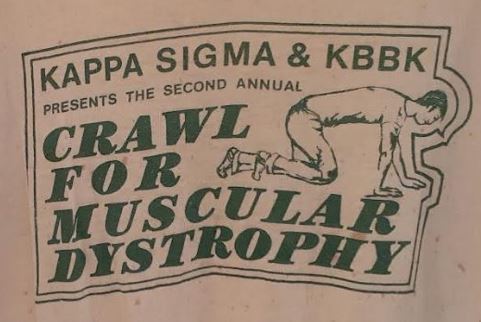 KAPPA SIGMA & KBBK
PRESENTS THE SECOND ANNUAL
CRAWL
FOR
MUSCULAR
DYSTROPHY